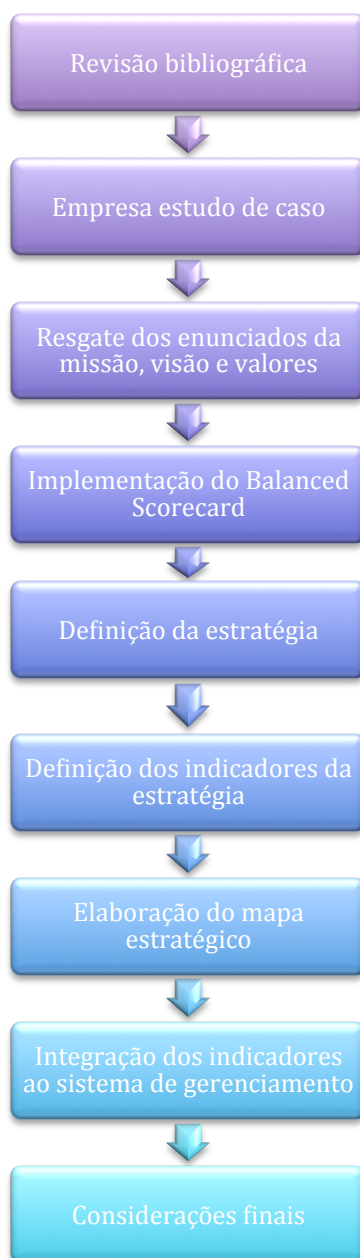 Revisão bibliográfica
Empresa estudo de caso
Resgate dos enunciados da
missão, visão e valores
Implementação do Balanced
Scorecard
Definição da estratégia
Definição dos indicadores da
estratégia
Elaboração do mapa
estratégico
Integração dos indicadores
ao sistema de gerenciamento
Considerações finais